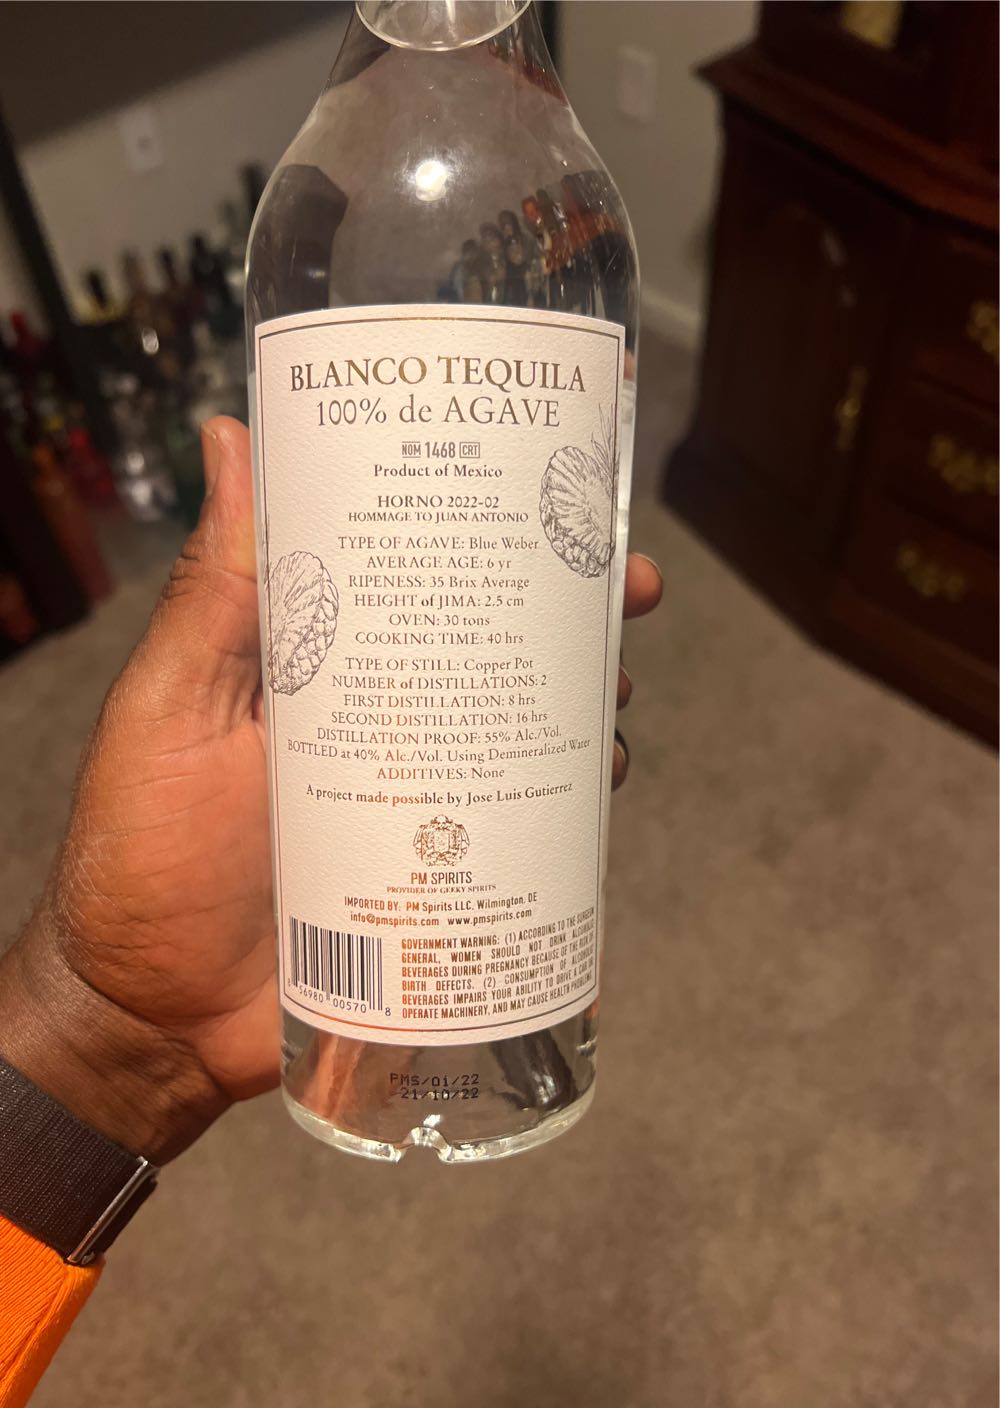 BLANCO TEQUILA
100% de AGAVE
NOM 1468 CRT
Product of Mexico
HORNO 2022-02
HOMMAGE TO JUAN ANTONIO
TYPE OF AGAVE: Blue Weber
AVERAGE AGE: 6 yr
RIPENESS: 35 Brix Average
HEIGHT of JIMA: 2.5 cm
OVEN: 30 tons
COOKING TIME: 40 hrs
TYPE OF STILL: Copper Pot
NUMBER of DISTILLATIONS: 2
FIRST DISTILLATION: 8 hrs
SECOND DISTILLATION: 16 hrs
DISTILLATION PROOF: 55% Alc./Vol.
BOTTLED at 40% Alc./Vol. Using Demineralized Water
ADDITIVES: None
A project made possible by Jose Luis Gutierrez
PM SPIRITS
PROVIDER OF GEEKY SPIRITS
IMPORTED BY: PM Spirits LLC, Wilmington, DE
info@pmspirits.com www.pmspirits.com
GOVERNMENT WARNING: (1) ACCORDING TO THE SURGEON
GENERAL, WOMEN SHOULD NOT DRINK ALCOHOLIC
BEVERAGES DURING PREGNANCY BECAUSE OF THE RISK OF
BIRTH DEFECTS. (2) CONSUMPTION OF ALCOHOLIC
BEVERAGES IMPAIRS YOUR ABILITY TO DRIVE A CAR OR
OPERATE MACHINERY, AND MAY CAUSE HEALTH PROBLEMS.
8 56980 00570 8
PMS/01/22
21/10/22